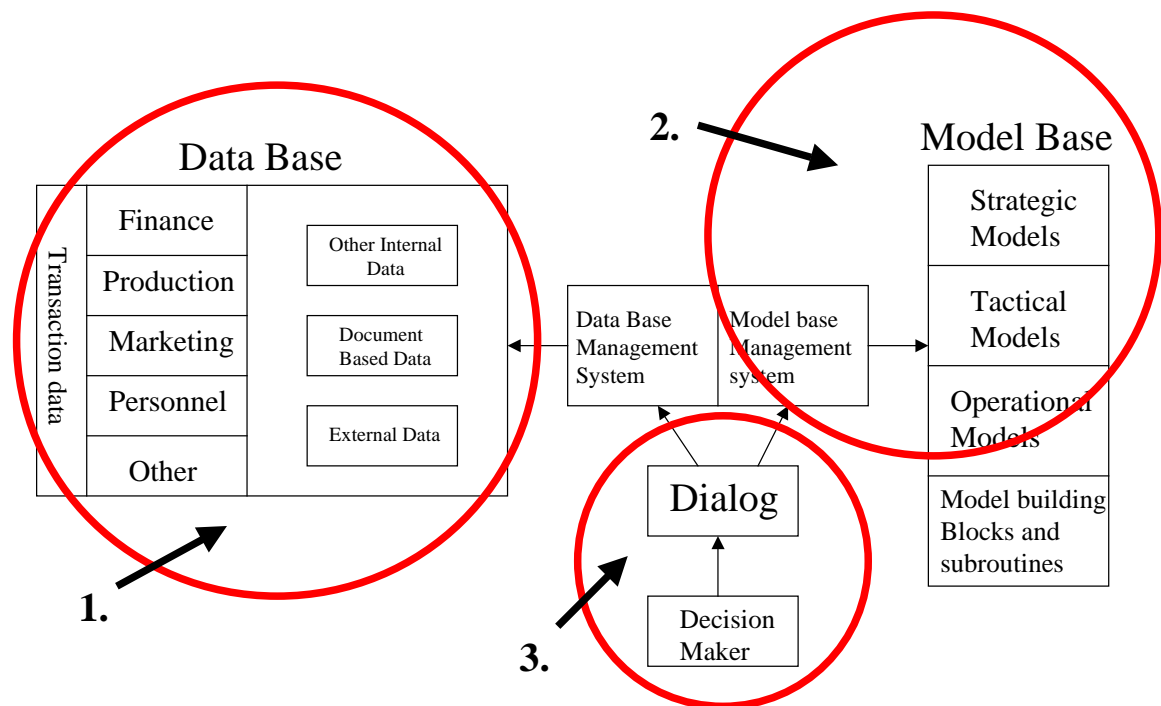 2.
Model Base
Data Base
Transaction data
Finance
Production
Marketing
Personnel
Other
Other Internal
Data
Document
Based Data
External Data
1.
Data Base
Management
System
Model base
Management
system
Strategic
Models
Tactical
Models
Operational
Models
Model building
Blocks and
subroutines
Dialog
Decision
Maker
3.